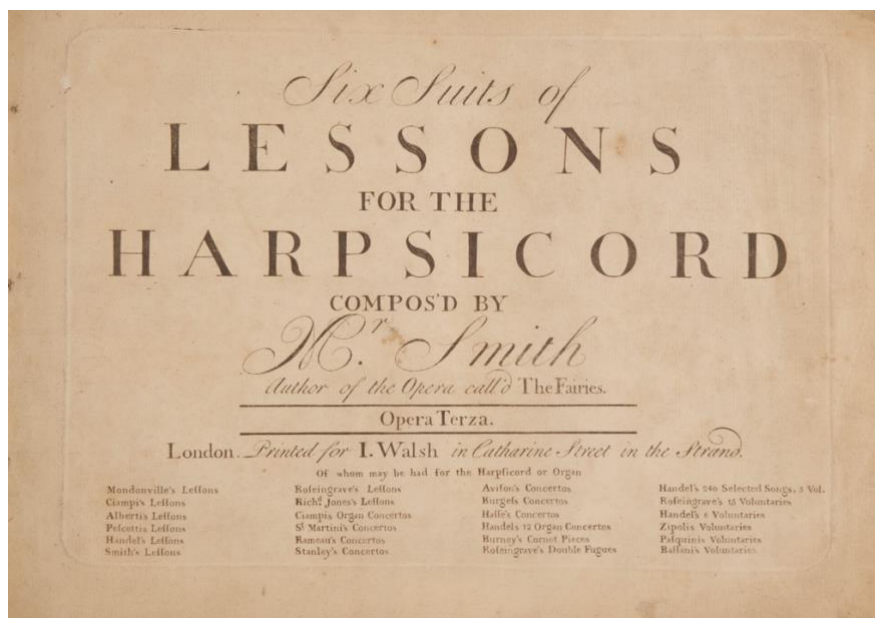 Six Suits of
LESSONS
FOR THE
HARPSICORD
COMPOS'D BY
Mr. Smith
Author of the Opera call'd The Fairies.
Opera Terza.
London. Printed for I. Walsh in Catharine Street in the Strand.
Of whom may be had for the Harpsicord or Organ
Mondonville's Leſsons
Ciampi's Leſsons
Alberti's Leſsons
Peſcettis Leſsons
Handel's Leſsons
Smith's Leſsons
Roſeingrave's Leſsons
Richd. Jones's Leſsons
Ciampis Organ Concertos
St. Martini's Concertos
Rameau's Concertos
Stanley's Concertos
Aviſon's Concertos
Burgeſs Concertos
Haſse's Concertos
Handels 12 Organ Concertos
Burney's Cornet Pieces
Roſeingrave's Double Fugues
Handel's 240 Selected Songs, 3 Vol.
Roſeingrave's 15 Voluntaries
Handel's 6 Voluntaries
Zipolis Voluntaries
Paſquinis Voluntaries
Baſsani's Voluntaries